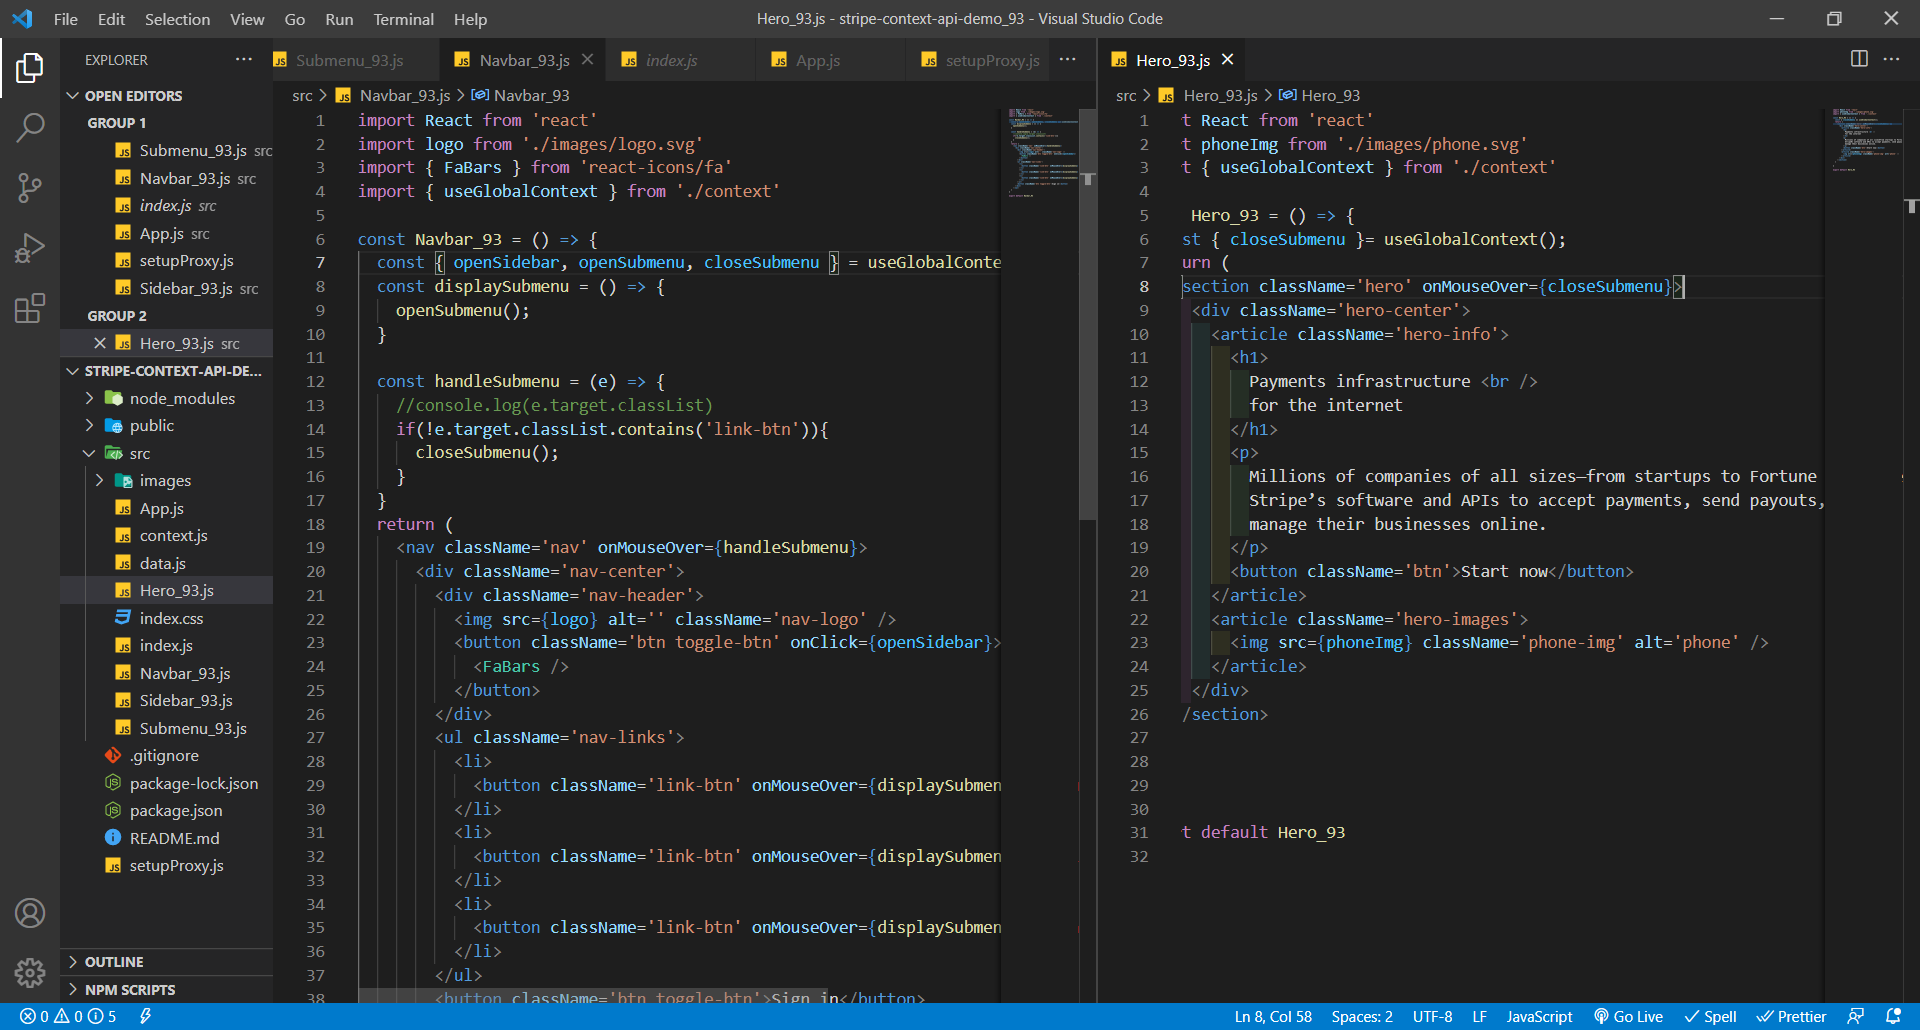 File Edit Selection View Go Run Terminal Help
Hero_93.js - stripe-context-api-demo_93 - Visual Studio Code
EXPLORER
OPEN EDITORS
GROUP 1
Submenu_93.js src
Navbar_93.js src
index.js src
App.js src
setupProxy.js
Sidebar_93.js src
GROUP 2
Hero_93.js src
STRIPE-CONTEXT-API-DE...
node_modules
public
src
images
App.js
context.js
data.js
Hero_93.js
index.css
index.js
Navbar_93.js
Sidebar_93.js
Submenu_93.js
.gitignore
package-lock.json
package.json
README.md
setupProxy.js
OUTLINE
NPM SCRIPTS
JS Submenu_93.js JS Navbar_93.js JS index.js JS App.js JS setupProxy.js
src > JS Navbar_93.js > Navbar_93
1 import React from 'react'
2 import logo from './images/logo.svg'
3 import { FaBars } from 'react-icons/fa'
4 import { useGlobalContext } from './context'
5
6 const Navbar_93 = () => {
7 const { openSidebar, openSubmenu, closeSubmenu } = useGlobalConte
8 const displaySubmenu = () => {
9 openSubmenu();
10 }
11
12 const handleSubmenu = (e) => {
13 //console.log(e.target.classList)
14 if(!e.target.classList.contains('link-btn')){
15 closeSubmenu();
16 }
17 }
18 return (
19 <nav className='nav' onMouseOver={handleSubmenu}>
20 <div className='nav-center'>
21 <div className='nav-header'>
22 <img src={logo} alt='' className='nav-logo' />
23 <button className='btn toggle-btn' onClick={openSidebar}>
24 <FaBars />
25 </button>
26 </div>
27 <ul className='nav-links'>
28 <li>
29 <button className='link-btn' onMouseOver={displaySubmen
30 </li>
31 <li>
32 <button className='link-btn' onMouseOver={displaySubmen
33 </li>
34 <li>
35 <button className='link-btn' onMouseOver={displaySubmen
36 </li>
37 </ul>
38 <button className='btn toggle-btn'>Sign in</button>
JS Hero_93.js
src > JS Hero_93.js > Hero_93
1 t React from 'react'
2 t phoneImg from './images/phone.svg'
3 t { useGlobalContext } from './context'
4
5 Hero_93 = () => {
6 st { closeSubmenu }= useGlobalContext();
7 urn (
8 section className='hero' onMouseOver={closeSubmenu}>
9 <div className='hero-center'>
10 <article className='hero-info'>
11 <h1>
12 Payments infrastructure <br />
13 for the internet
14 </h1>
15 <p>
16 Millions of companies of all sizes—from startups to Fortune
17 Stripe’s software and APIs to accept payments, send payouts,
18 manage their businesses online.
19 </p>
20 <button className='btn'>Start now</button>
21 </article>
22 <article className='hero-images'>
23 <img src={phoneImg} className='phone-img' alt='phone' />
24 </article>
25 </div>
26 /section>
27
28
29
30
31 t default Hero_93
32
0 0 5
Ln 8, Col 58 Spaces: 2 UTF-8 LF JavaScript Go Live Spell Prettier